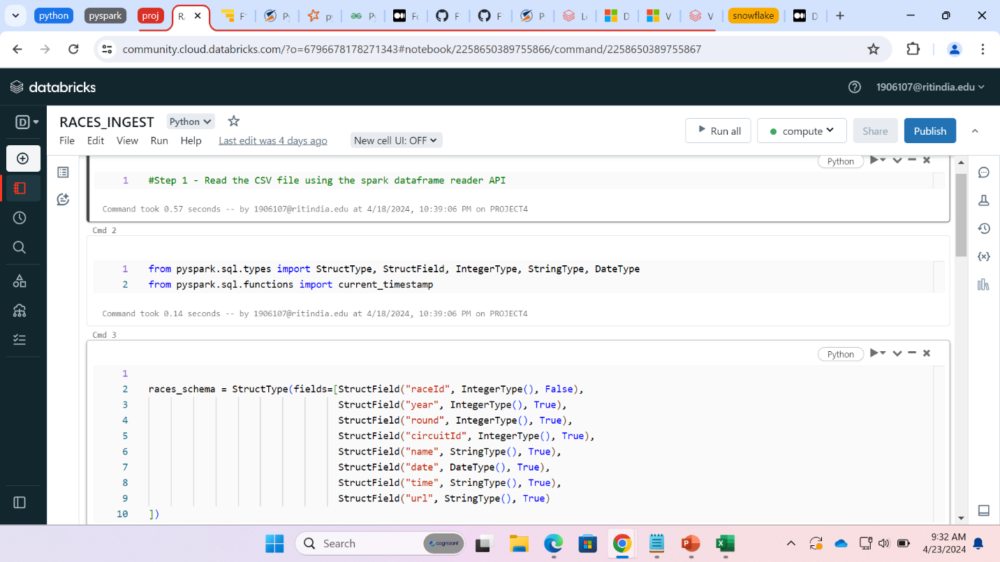 python
pyspark
proj
snowflake
community.cloud.databricks.com/?o=6796678178271343#notebook/2258650389755866/command/2258650389755867
databricks
1906107@ritindia.edu
D
RACES_INGEST
Python
Run all
compute
Share
Publish
File Edit View Run Help Last edit was 4 days ago New cell UI: OFF
Python
1 #Step 1 - Read the CSV file using the spark dataframe reader API
Command took 0.57 seconds -- by 1906107@ritindia.edu at 4/18/2024, 10:39:06 PM on PROJECT4
Cmd 2
1 from pyspark.sql.types import StructType, StructField, IntegerType, StringType, DateType
2 from pyspark.sql.functions import current_timestamp
Command took 0.14 seconds -- by 1906107@ritindia.edu at 4/18/2024, 10:39:06 PM on PROJECT4
Cmd 3
Python
1
2 races_schema = StructType(fields=[StructField("raceId", IntegerType(), False),
3 StructField("year", IntegerType(), True),
4 StructField("round", IntegerType(), True),
5 StructField("circuitId", IntegerType(), True),
6 StructField("name", StringType(), True),
7 StructField("date", DateType(), True),
8 StructField("time", StringType(), True),
9 StructField("url", StringType(), True)
10 ])
Search
cognizant
9:32 AM
4/23/2024